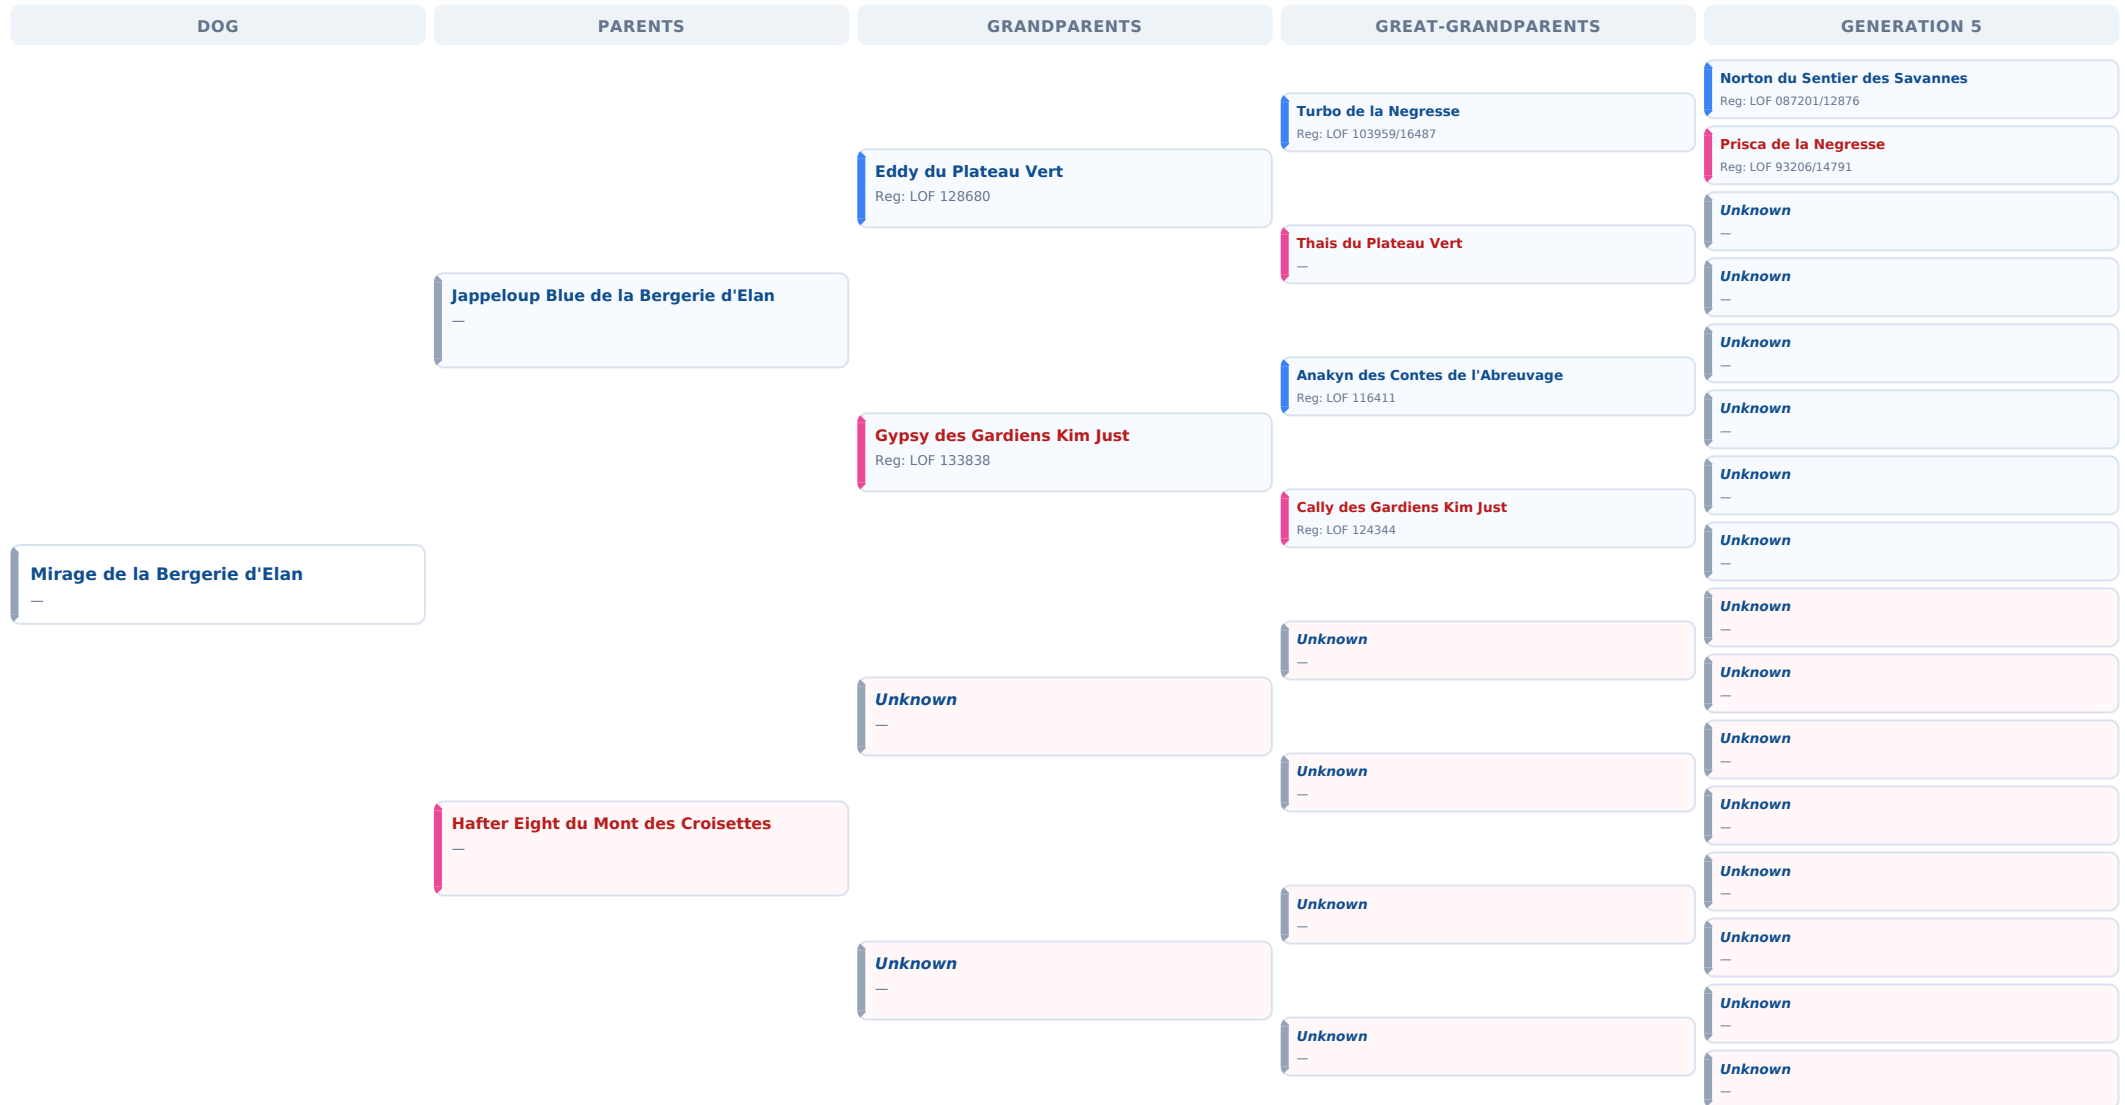 DOG
PARENTS
GRANDPARENTS
GREAT-GRANDPARENTS
GENERATION 5
Mirage de la Bergerie d'Elan
—
Jappeloup Blue de la Bergerie d'Elan
—
Hafter Eight du Mont des Croisettes
—
Eddy du Plateau Vert
Reg: LOF 128680
Gypsy des Gardiens Kim Just
Reg: LOF 133838
Unknown
—
Unknown
—
Turbo de la Negresse
Reg: LOF 103959/16487
Thais du Plateau Vert
—
Anakyn des Contes de l'Abreuvage
Reg: LOF 116411
Cally des Gardiens Kim Just
Reg: LOF 124344
Unknown
—
Unknown
—
Unknown
—
Unknown
—
Norton du Sentier des Savannes
Reg: LOF 087201/12876
Prisca de la Negresse
Reg: LOF 93206/14791
Unknown
—
Unknown
—
Unknown
—
Unknown
—
Unknown
—
Unknown
—
Unknown
—
Unknown
—
Unknown
—
Unknown
—
Unknown
—
Unknown
—
Unknown
—
Unknown
—